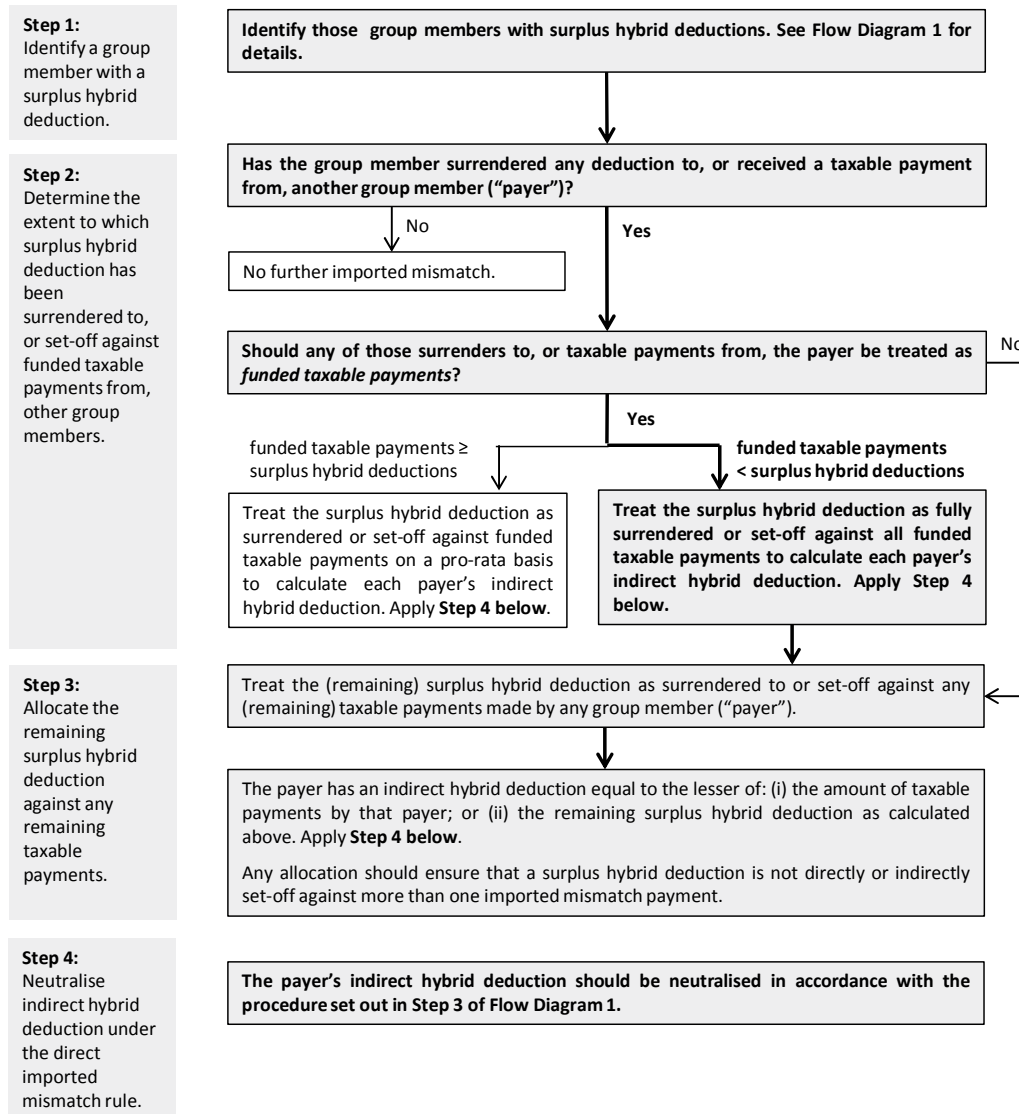 Step 1:
Identify a group
member with a
surplus hybrid
deduction.
Identify those group members with surplus hybrid deductions. See Flow Diagram 1 for
details.
Step 2:
Determine the
extent to which
surplus hybrid
deduction has
been
surrendered to,
or set-off against
funded taxable
payments from,
other group
members.
Has the group member surrendered any deduction to, or received a taxable payment
from, another group member (“payer”)?
No
Yes
No further imported mismatch.
Should any of those surrenders to, or taxable payments from, the payer be treated as
funded taxable payments?
No
Yes
funded taxable payments ≥
surplus hybrid deductions
funded taxable payments
< surplus hybrid deductions
Treat the surplus hybrid deduction as
surrendered or set-off against funded
taxable payments on a pro-rata basis
to calculate each payer’s indirect
hybrid deduction. Apply Step 4 below.
Treat the surplus hybrid deduction as fully
surrendered or set-off against all funded
taxable payments to calculate each payer’s
indirect hybrid deduction. Apply Step 4
below.
Step 3:
Allocate the
remaining
surplus hybrid
deduction
against any
remaining
taxable
payments.
Treat the (remaining) surplus hybrid deduction as surrendered to or set-off against any
(remaining) taxable payments made by any group member (“payer”).
The payer has an indirect hybrid deduction equal to the lesser of: (i) the amount of taxable
payments by that payer; or (ii) the remaining surplus hybrid deduction as calculated
above. Apply Step 4 below.
Any allocation should ensure that a surplus hybrid deduction is not directly or indirectly
set-off against more than one imported mismatch payment.
Step 4:
Neutralise
indirect hybrid
deduction under
the direct
imported
mismatch rule.
The payer’s indirect hybrid deduction should be neutralised in accordance with the
procedure set out in Step 3 of Flow Diagram 1.